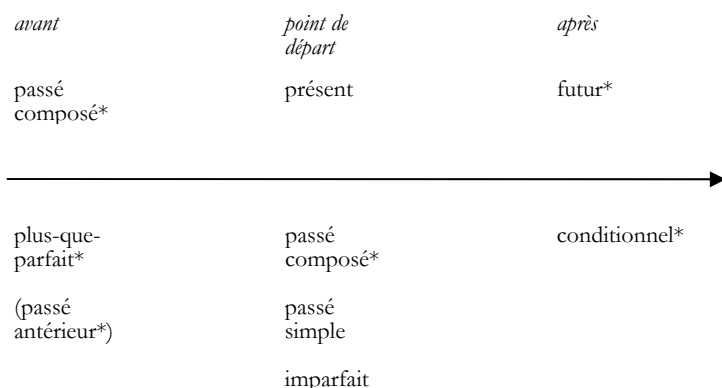 avant point de après
départ
passé présent futur*
composé*
plus-que- passé conditionnel*
parfait* composé*
(passé passé
antérieur*) simple
imparfait